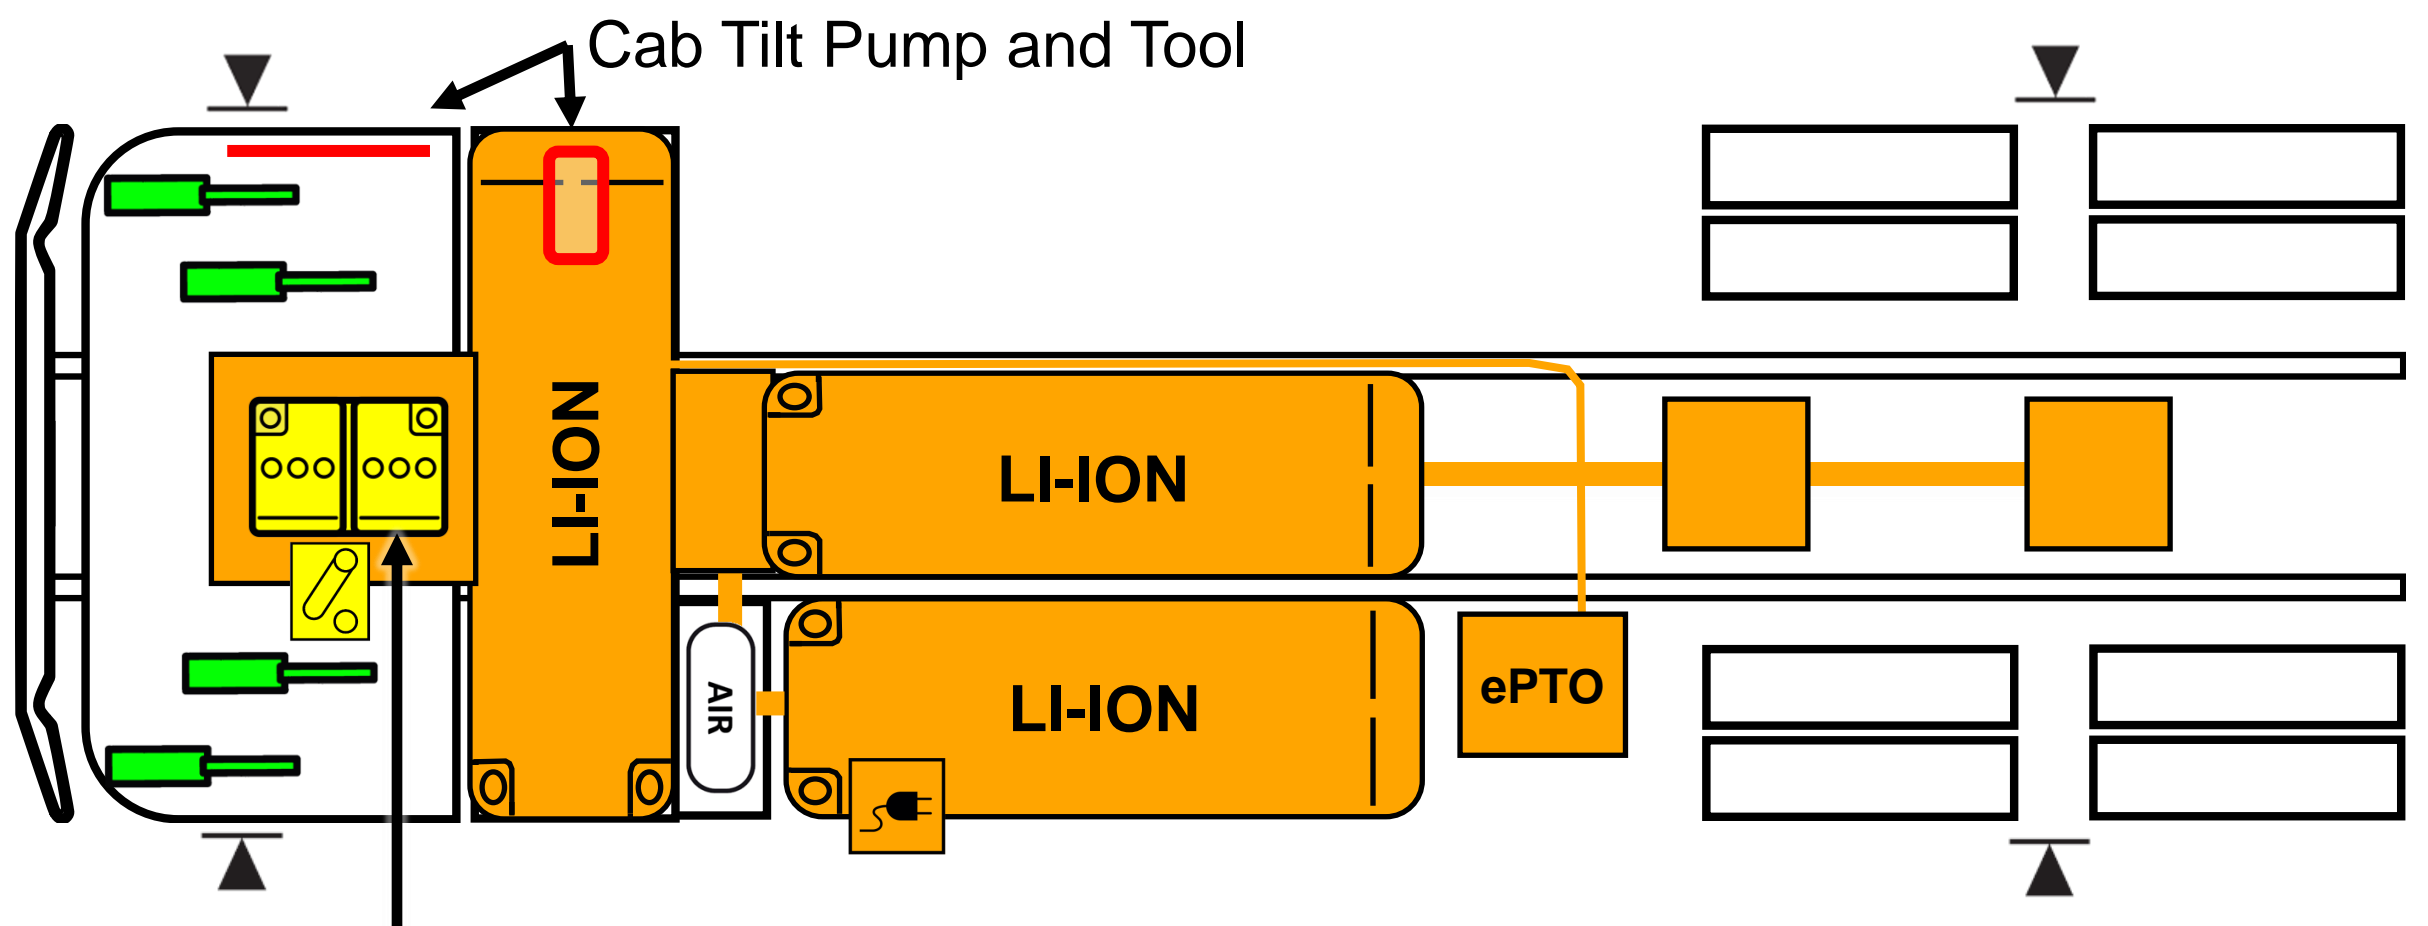 Cab Tilt Pump and Tool
LI-ION
LI-ION
AIR
LI-ION
ePTO